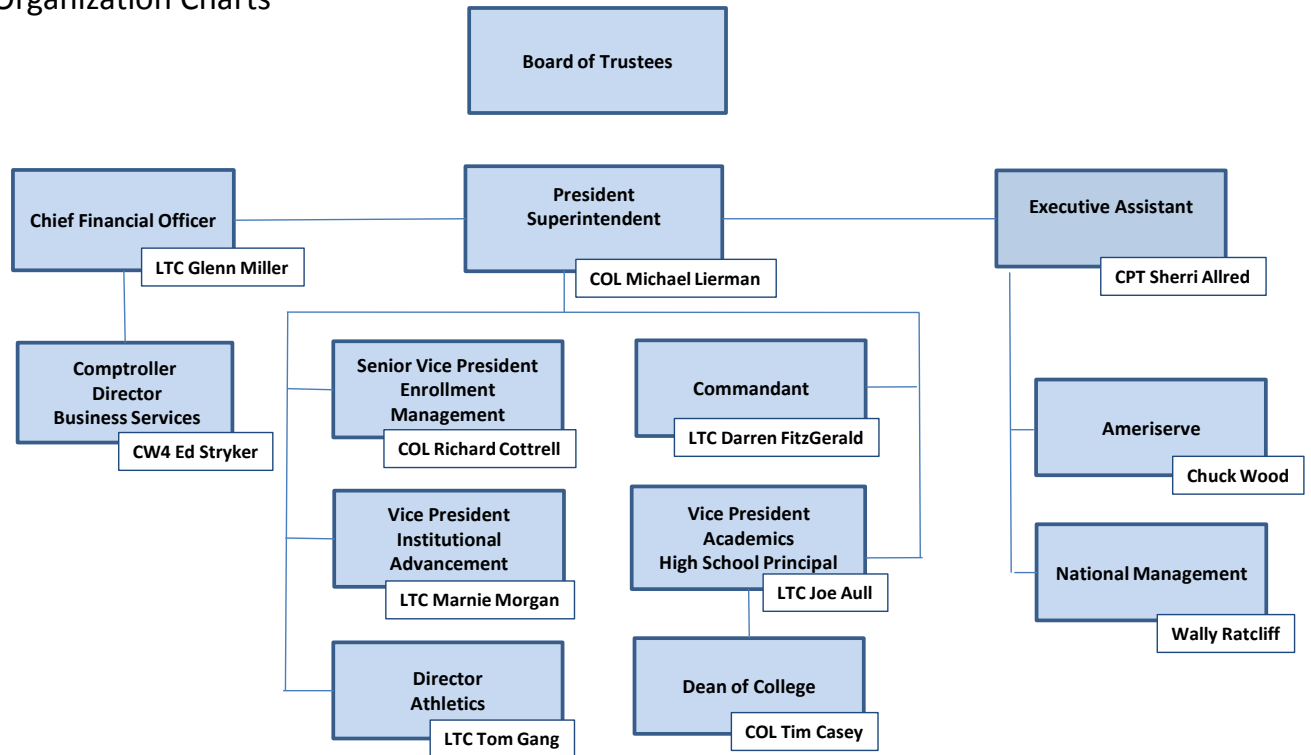 Organization Charts
Board of Trustees
Chief Financial Officer
LTC Glenn Miller
President
Superintendent
COL Michael Lierman
Executive Assistant
CPT Sherri Allred
Comptroller
Director
Business Services
CW4 Ed Stryker
Senior Vice President
Enrollment
Management
COL Richard Cottrell
Commandant
LTC Darren FitzGerald
Ameriserve
Chuck Wood
Vice President
Institutional
Advancement
LTC Marnie Morgan
Vice President
Academics
High School Principal
LTC Joe Aull
National Management
Wally Ratcliff
Director
Athletics
LTC Tom Gang
Dean of College
COL Tim Casey